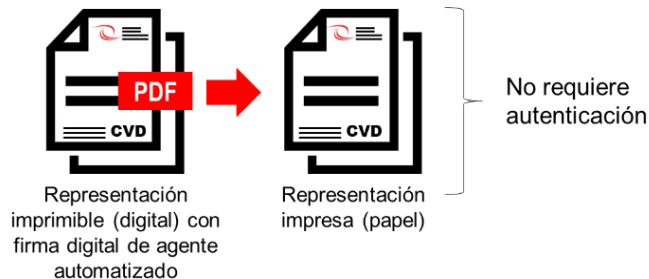 PDF
CVD
CVD
No requiere
autenticación
Representación
imprimible (digital) con
firma digital de agente
automatizado
Representación
impresa (papel)